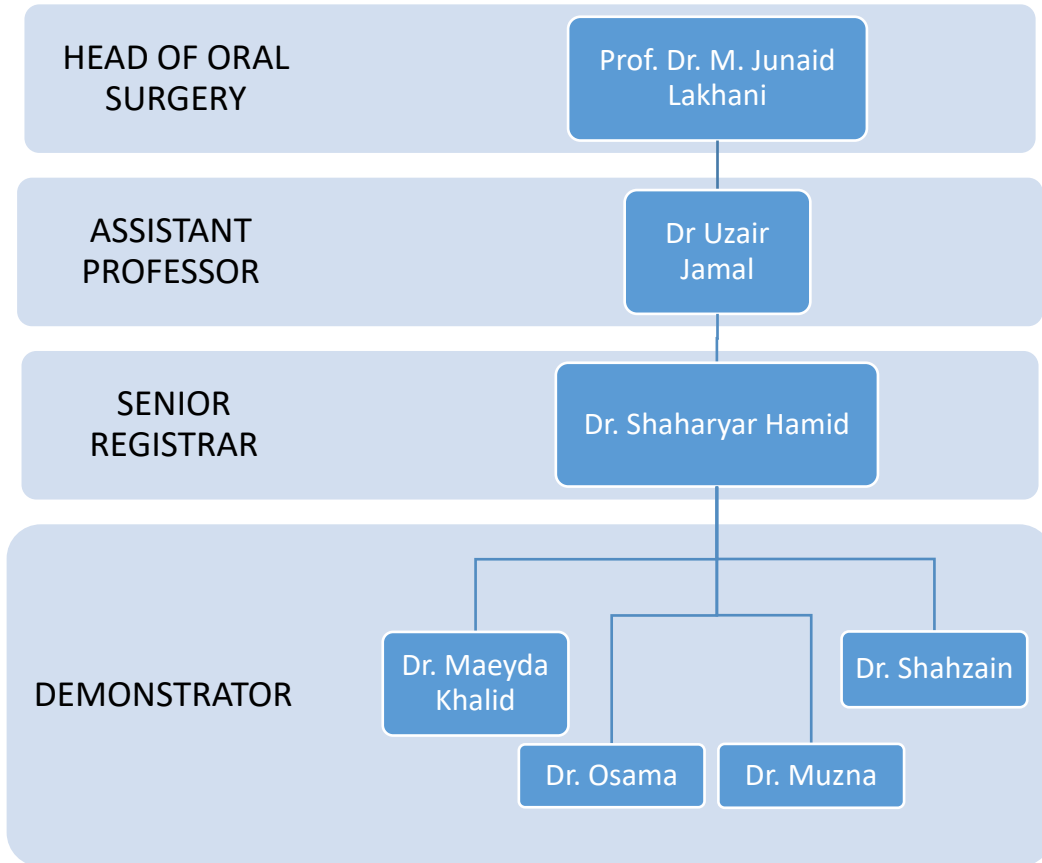 HEAD OF ORAL
SURGERY
Prof. Dr. M. Junaid
Lakhani
ASSISTANT
PROFESSOR
Dr Uzair
Jamal
SENIOR
REGISTRAR
Dr. Shaharyar Hamid
DEMONSTRATOR
Dr. Maeyda
Khalid
Dr. Osama
Dr. Muzna
Dr. Shahzain